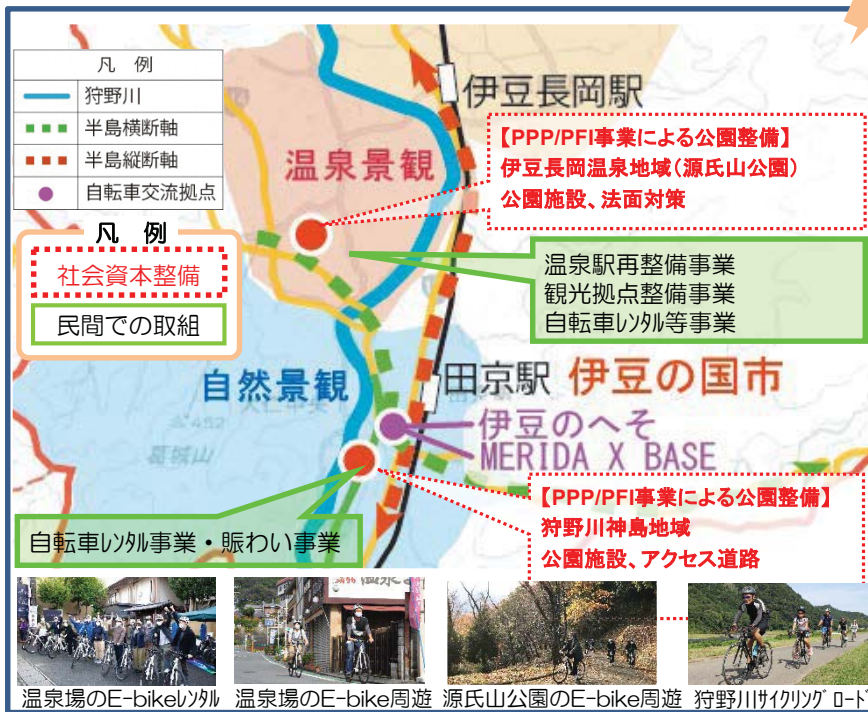 凡 例
狩野川
半島横断軸
半島縦断軸
自転車交流拠点
凡 例
社会資本整備
民間での取組
伊豆長岡駅
温泉景観
【PPP/PFI事業による公園整備】
伊豆長岡温泉地域(源氏山公園)
公園施設、法面対策
温泉駅再整備事業
観光拠点整備事業
自転車ﾚﾝﾀﾙ等事業
自然景観
田京駅 伊豆の国市
452
葛城山
伊豆のへそ
MERIDA X BASE
【PPP/PFI事業による公園整備】
狩野川神島地域
公園施設、アクセス道路
自転車ﾚﾝﾀﾙ事業・賑わい事業
温泉場のE-bikeﾚﾝﾀﾙ
温泉場のE-bike周遊
源氏山公園のE-bike周遊
狩野川ｻｲｸﾘﾝｸﾞﾛｰﾄﾞ